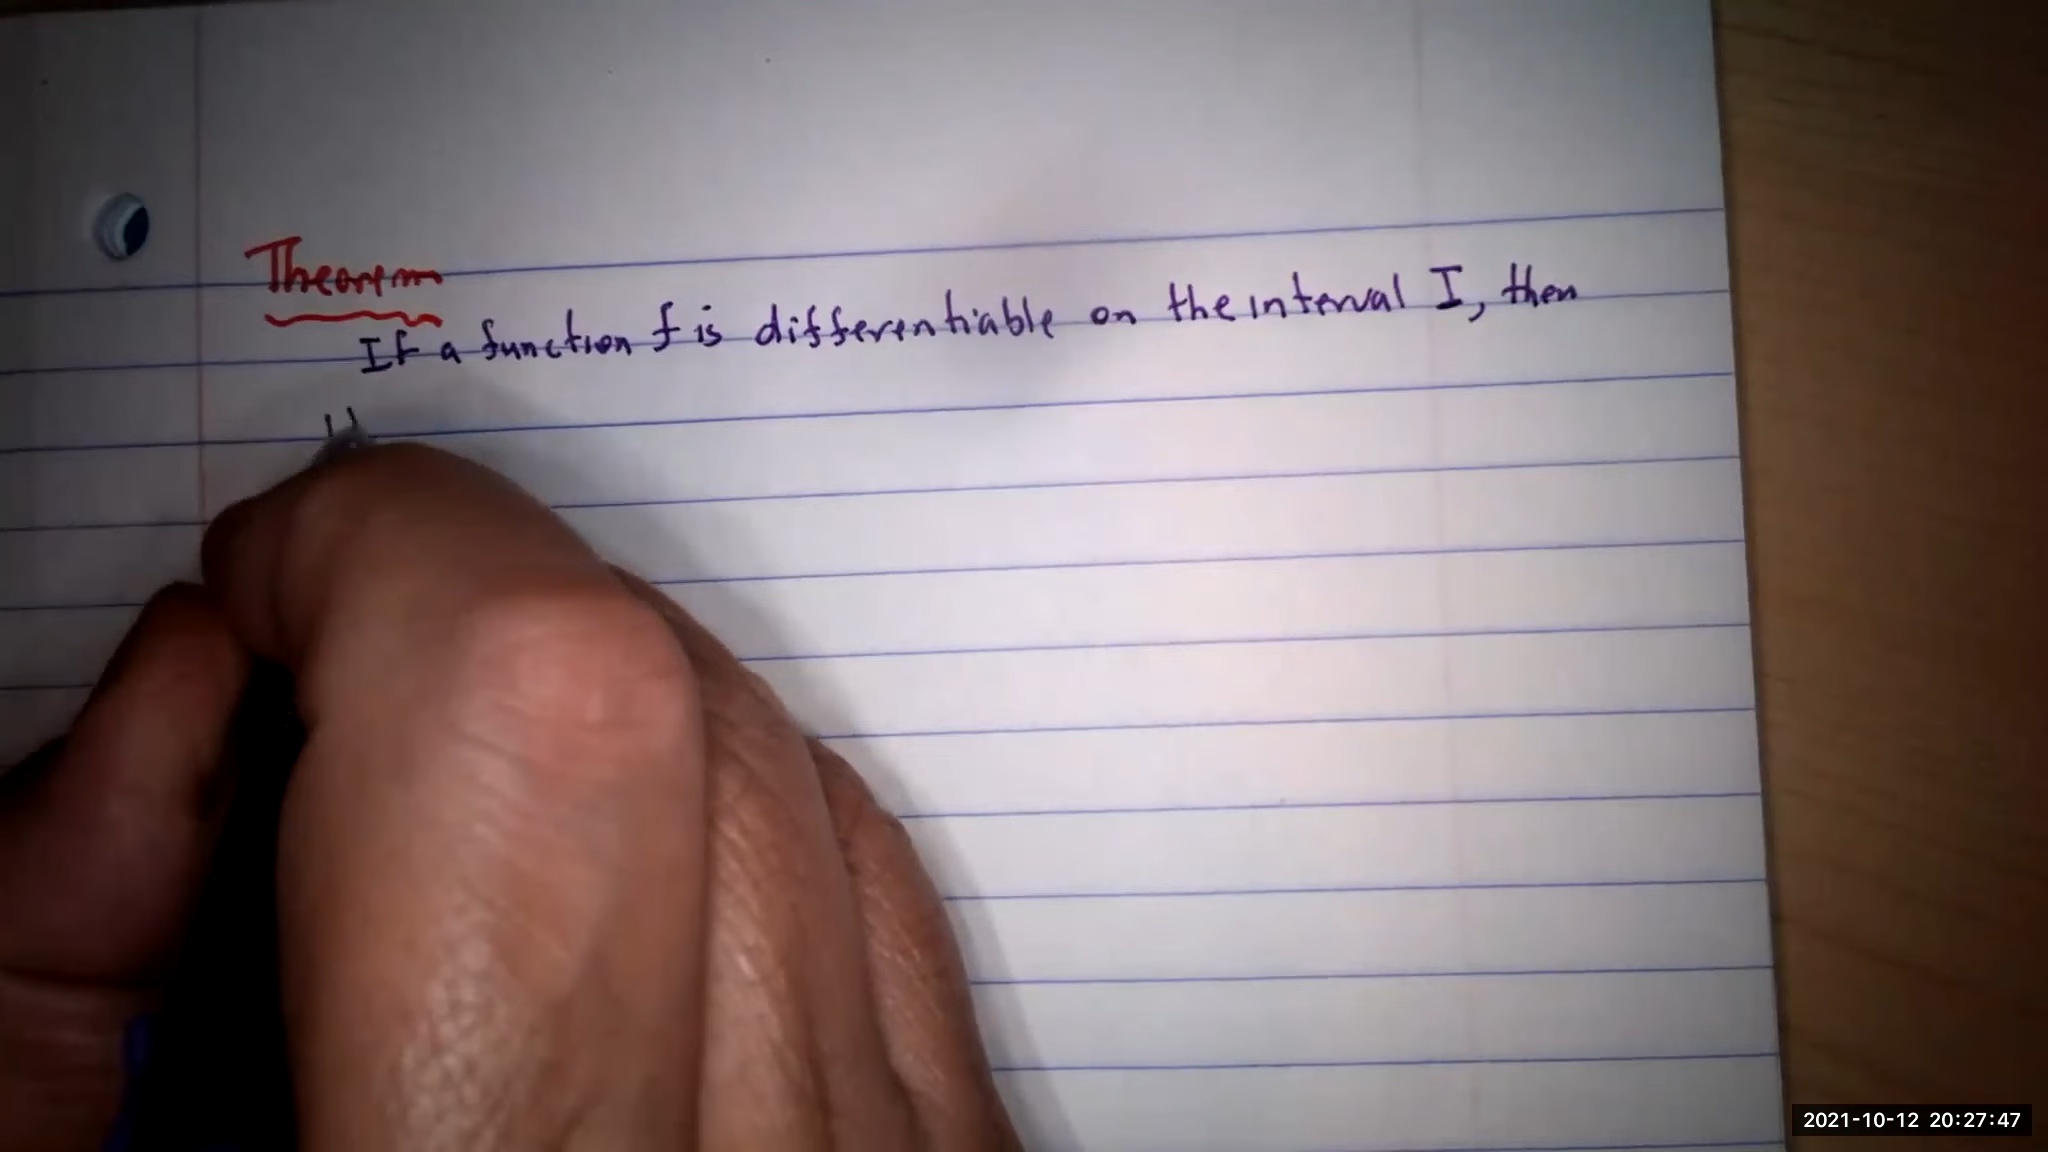 Theorem
If a function f is differentiable on the interval I, then
2021-10-12 20:27:47